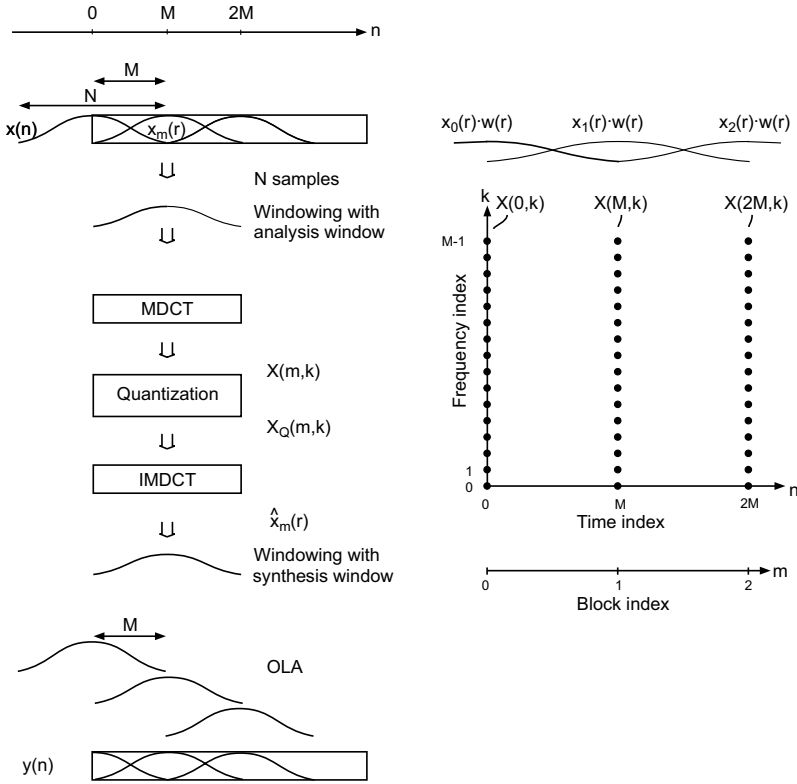 0 M 2M
n
M
N
x(n)
x_m(r)
N samples
Windowing with
analysis window
MDCT
X(m,k)
Quantization
X_Q(m,k)
IMDCT
x̂_m(r)
Windowing with
synthesis window
M
OLA
y(n)
x_0(r)·w(r) x_1(r)·w(r) x_2(r)·w(r)
k
X(0,k) X(M,k) X(2M,k)
M-1
Frequency index
1
0
n
0 M 2M
Time index
m
0 1 2
Block index